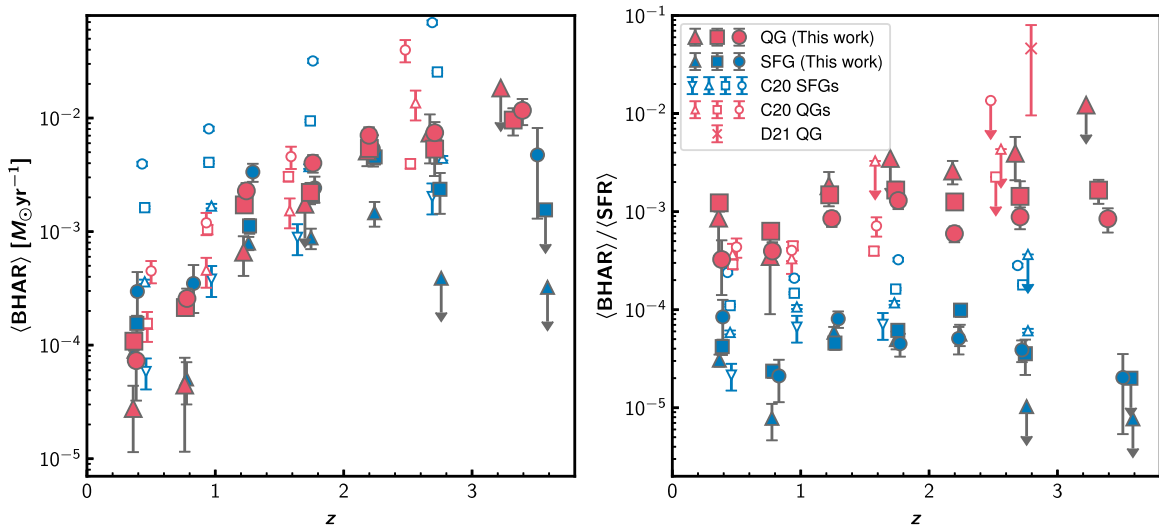 ⟨BHAR⟩ [M⊙yr⁻¹]
10⁻²
10⁻³
10⁻⁴
10⁻⁵
0
1
2
3
z
⟨BHAR⟩/⟨SFR⟩
10⁻¹
10⁻²
10⁻³
10⁻⁴
10⁻⁵
QG (This work)
SFG (This work)
C20 SFGs
C20 QGs
D21 QG
0
1
2
3
z